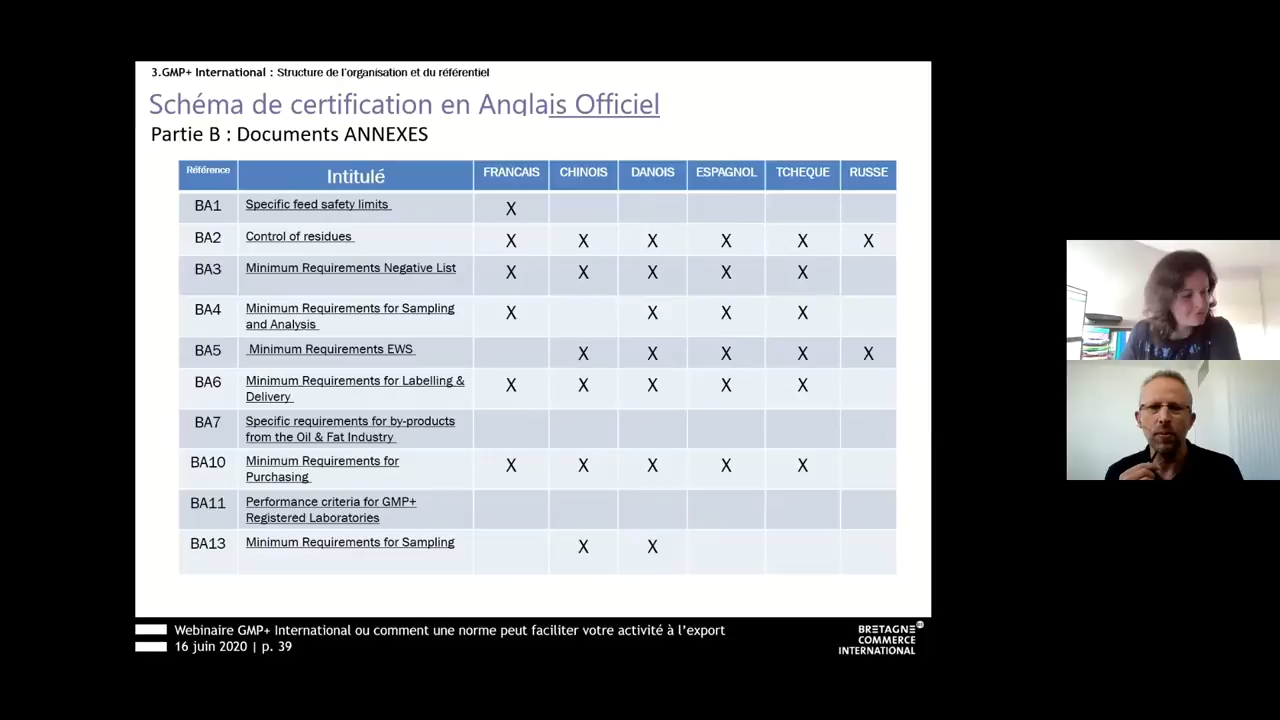 3.GMP+ International : Structure de l'organisation et du référentiel
Schéma de certification en Anglais Officiel
Partie B : Documents ANNEXES
Référence Intitulé FRANCAIS CHINOIS DANOIS ESPAGNOL TCHEQUE RUSSE
BA1 Specific feed safety limits X
BA2 Control of residues X X X X X X
BA3 Minimum Requirements Negative List X X X X X
BA4 Minimum Requirements for Sampling
and Analysis X X X X
BA5 Minimum Requirements EWS X X X X X
BA6 Minimum Requirements for Labelling &
Delivery X X X X X
BA7 Specific requirements for by-products
from the Oil & Fat Industry
BA10 Minimum Requirements for
Purchasing X X X X X
BA11 Performance criteria for GMP+
Registered Laboratories
BA13 Minimum Requirements for Sampling X X
Webinaire GMP+ International ou comment une norme peut faciliter votre activité à l'export
16 juin 2020 | p. 39
BRETAGNE
COMMERCE
INTERNATIONAL